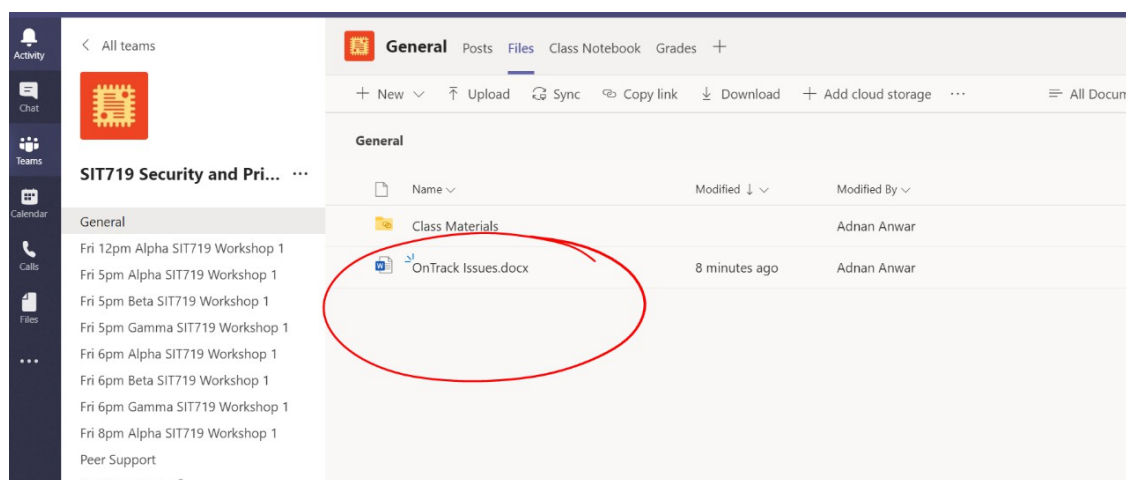 Activity
Chat
Teams
Calendar
Calls
Files
All teams
SIT719 Security and Pri... ...
General
Fri 12pm Alpha SIT719 Workshop 1
Fri 5pm Alpha SIT719 Workshop 1
Fri 5pm Beta SIT719 Workshop 1
Fri 5pm Gamma SIT719 Workshop 1
Fri 6pm Alpha SIT719 Workshop 1
Fri 6pm Beta SIT719 Workshop 1
Fri 6pm Gamma SIT719 Workshop 1
Fri 8pm Alpha SIT719 Workshop 1
Peer Support
General Posts Files Class Notebook Grades +
+ New Upload Sync Copy link Download + Add cloud storage ... All Docum
General
Name Modified Modified By
Class Materials Adnan Anwar
OnTrack Issues.docx 8 minutes ago Adnan Anwar